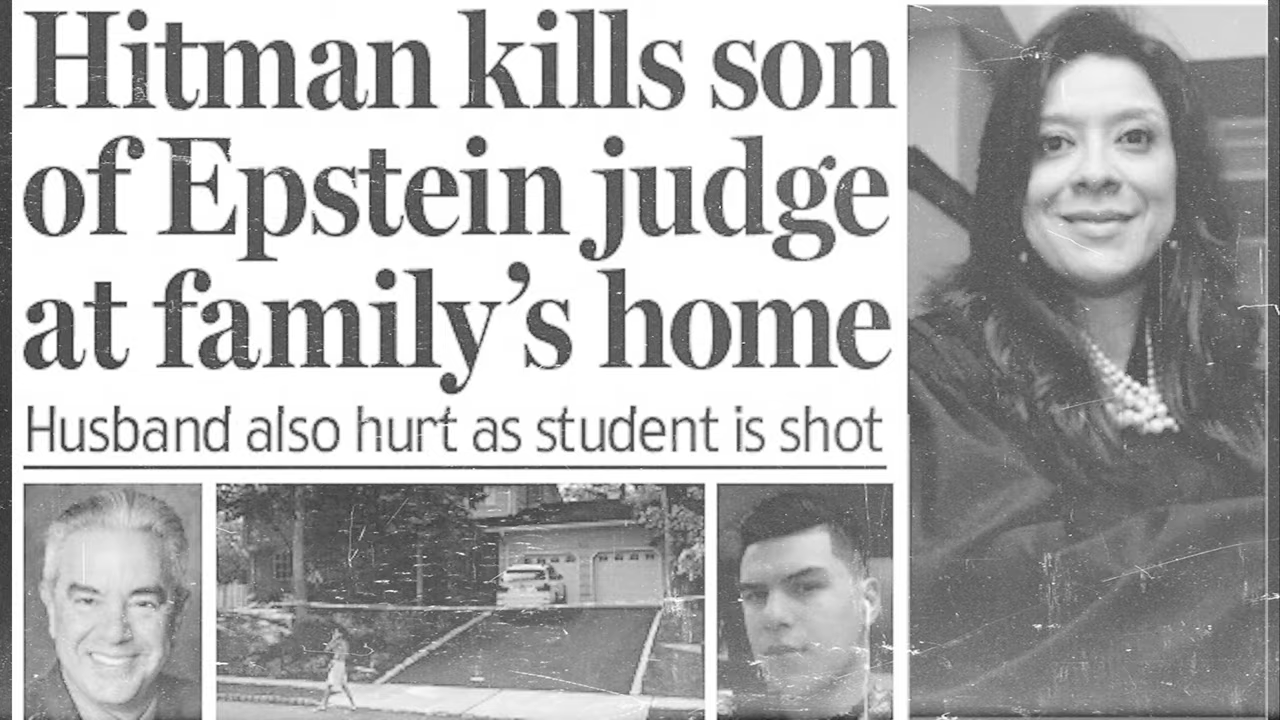 Hitman kills son
of Epstein judge
at family’s home
Husband also hurt as student is shot